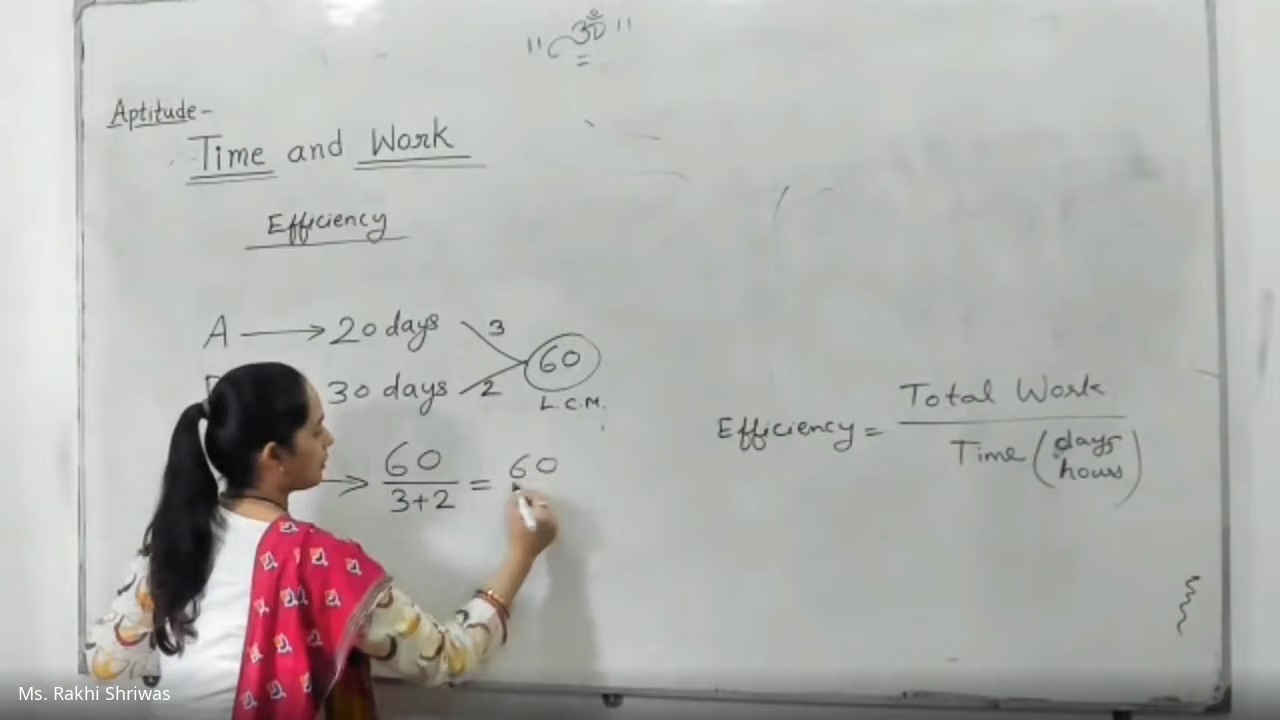 " ॐ "
Aptitude-
Time and Work
Efficiency
A → 20 days 3
60
30 days 2
L.C.M.
→ 60/3+2 = 60
Efficiency = Total Work / Time (days hours)
Ms. Rakhi Shriwas